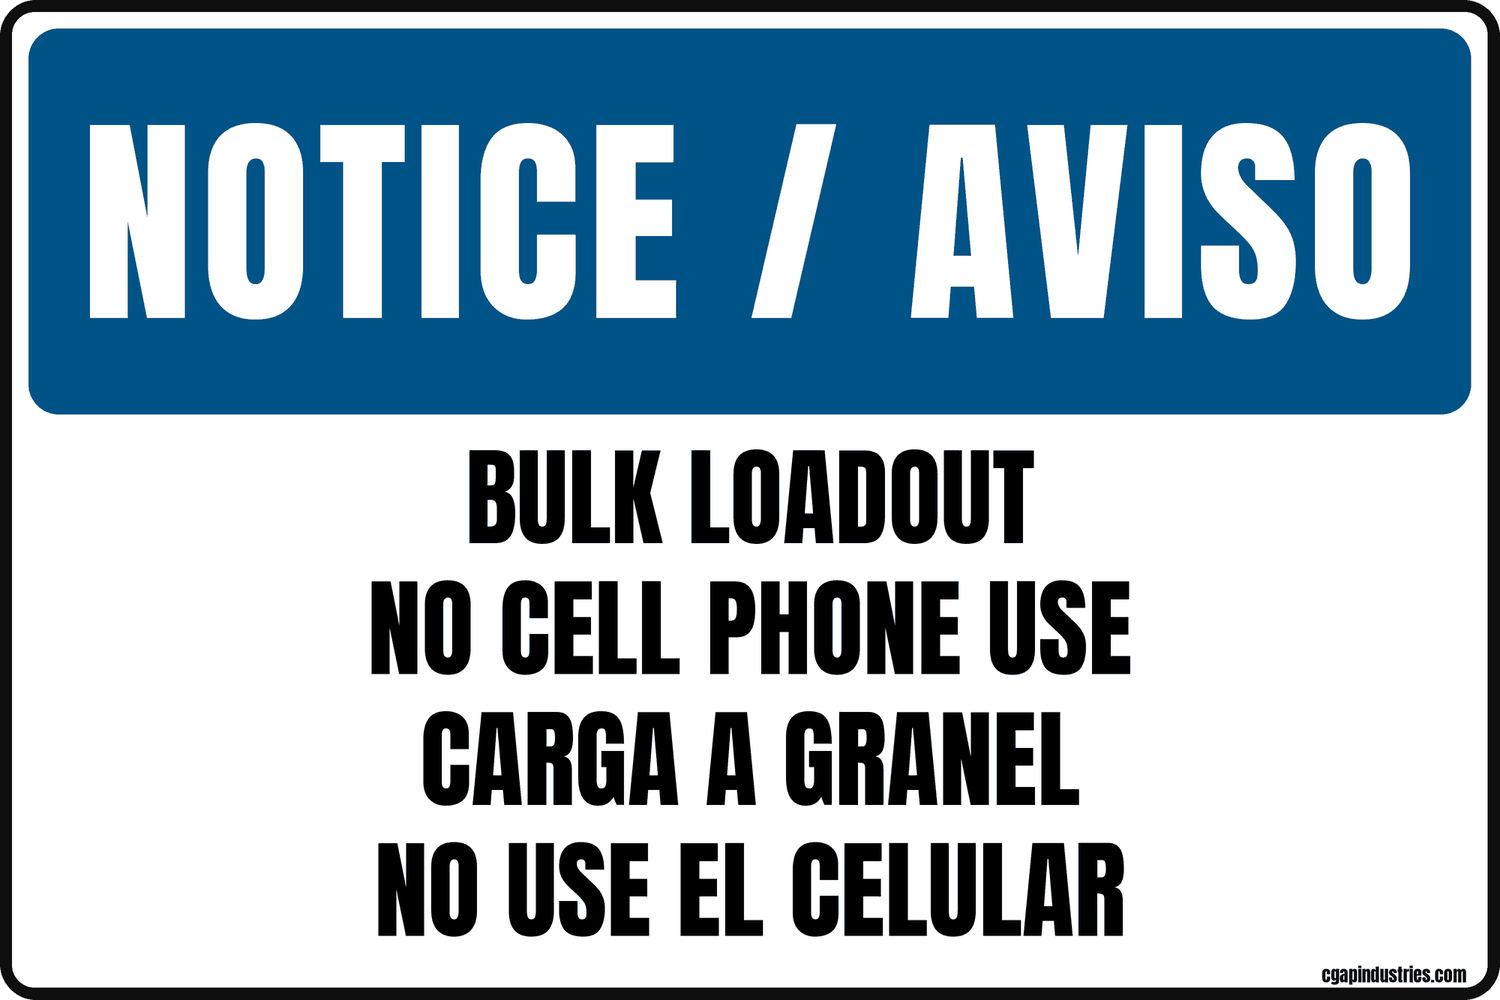 NOTICE / AVISO
BULK LOADOUT
NO CELL PHONE USE
CARGA A GRANEL
NO USE EL CELULAR
cgapindustries.com